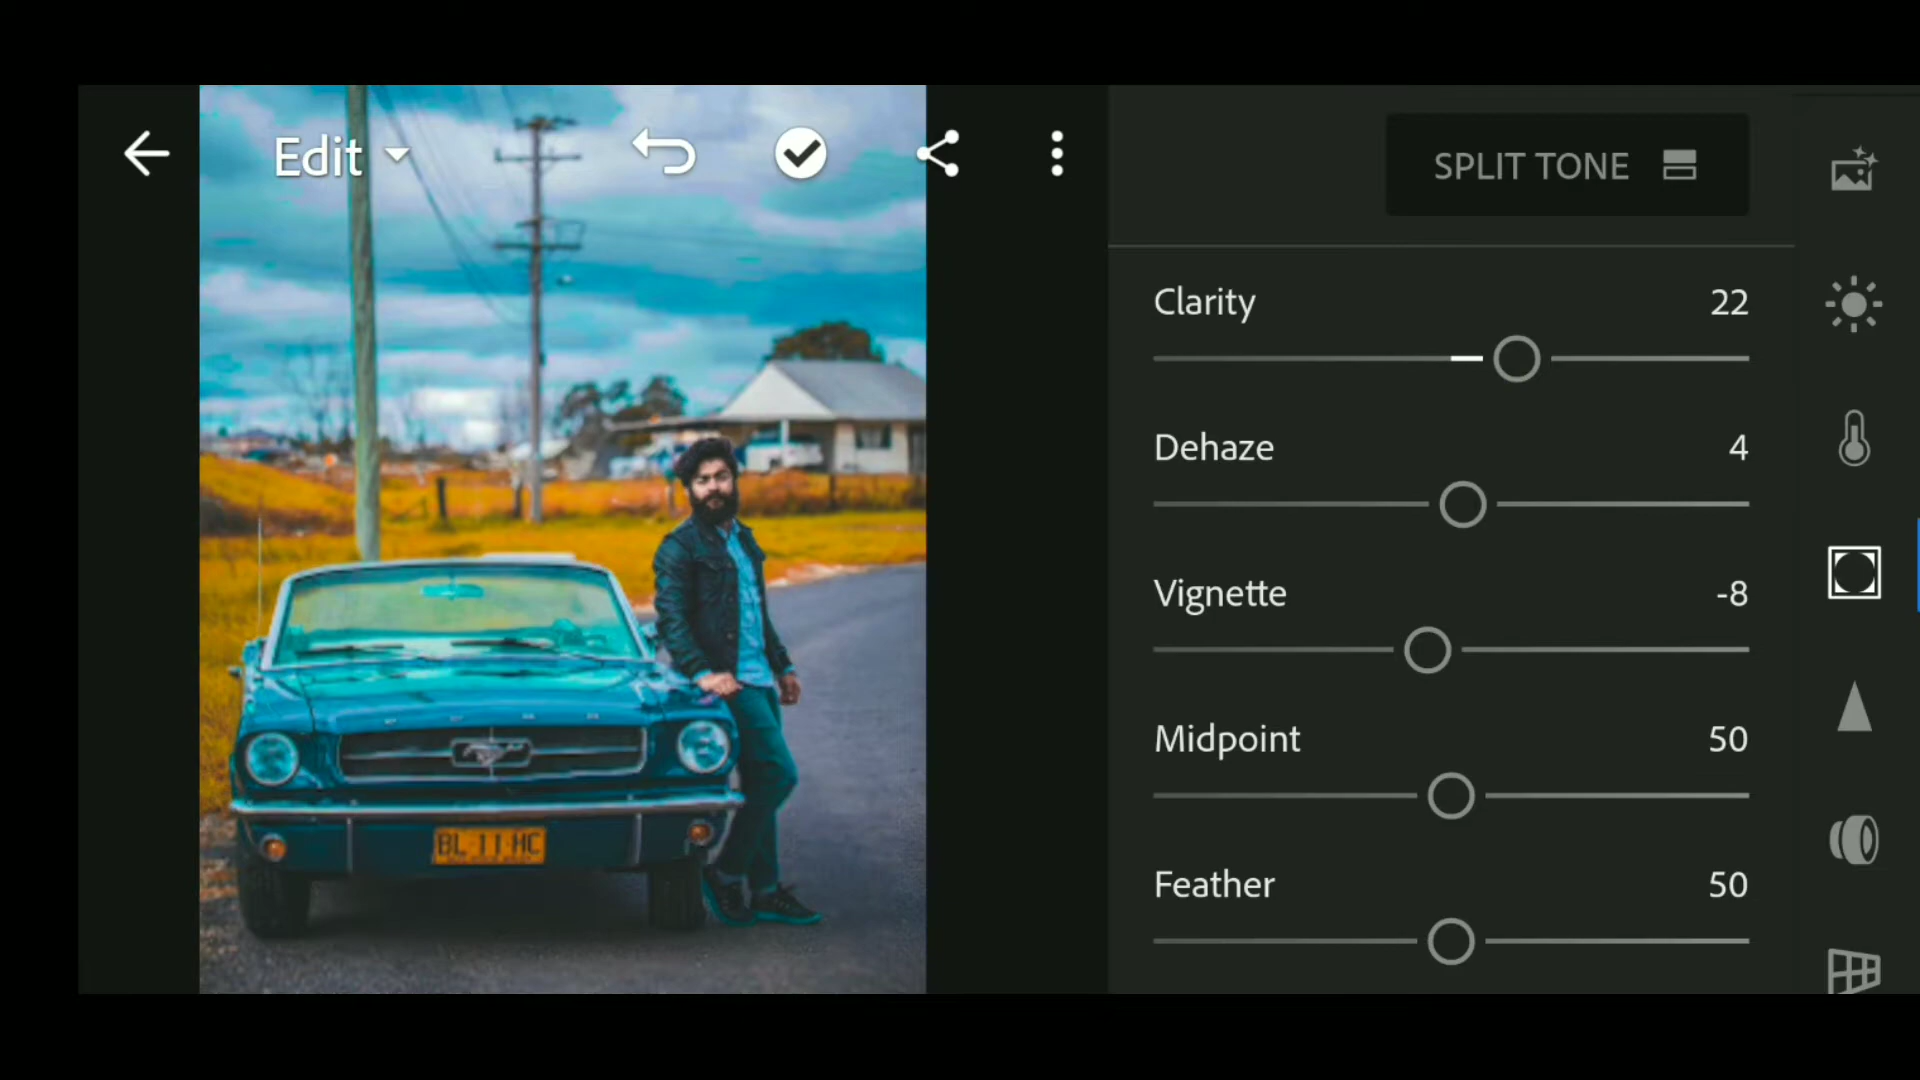 Edit
SPLIT TONE
Clarity 22
Dehaze 4
Vignette -8
Midpoint 50
Feather 50
BL 11 HC